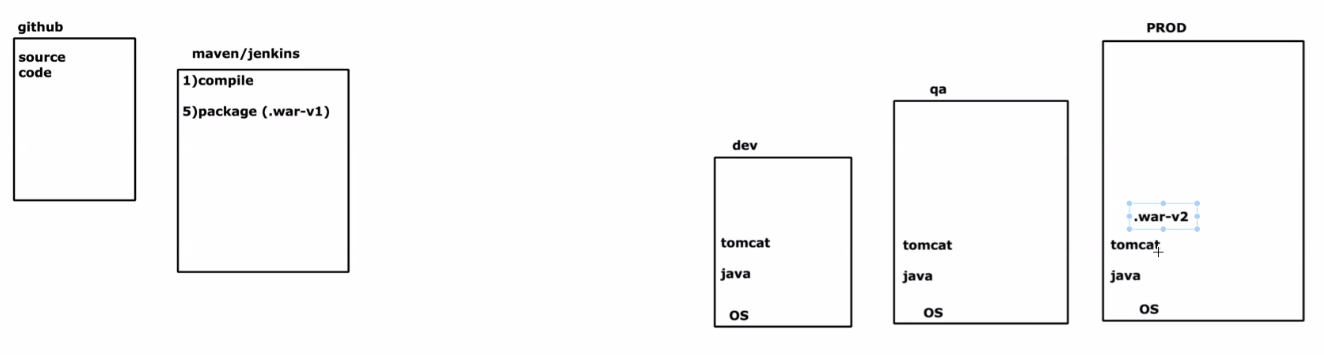 github
source
code
maven/jenkins
1)compile
5)package (.war-v1)
dev
tomcat
java
OS
qa
tomcat
java
OS
PROD
.war-v2
tomcat
java
OS